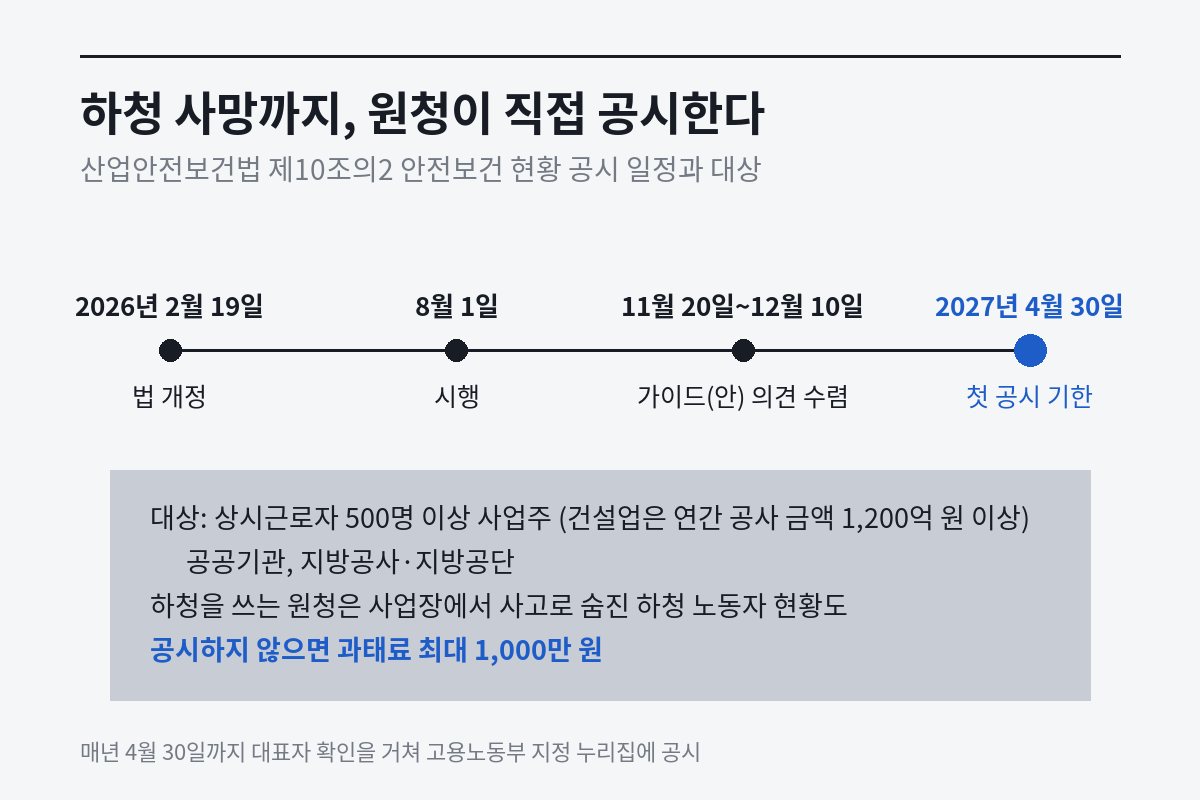 하청 사망까지, 원청이 직접 공시한다
산업안전보건법 제10조의2 안전보건 현황 공시 일정과 대상
2026년 2월 19일
8월 1일
11월 20일~12월 10일
2027년 4월 30일
법 개정
시행
가이드(안) 의견 수렴
첫 공시 기한
대상: 상시근로자 500명 이상 사업주 (건설업은 연간 공사 금액 1,200억 원 이상)
공공기관, 지방공사·지방공단
하청을 쓰는 원청은 사업장에서 사고로 숨진 하청 노동자 현황도
공시하지 않으면 과태료 최대 1,000만 원
매년 4월 30일까지 대표자 확인을 거쳐 고용노동부 지정 누리집에 공시